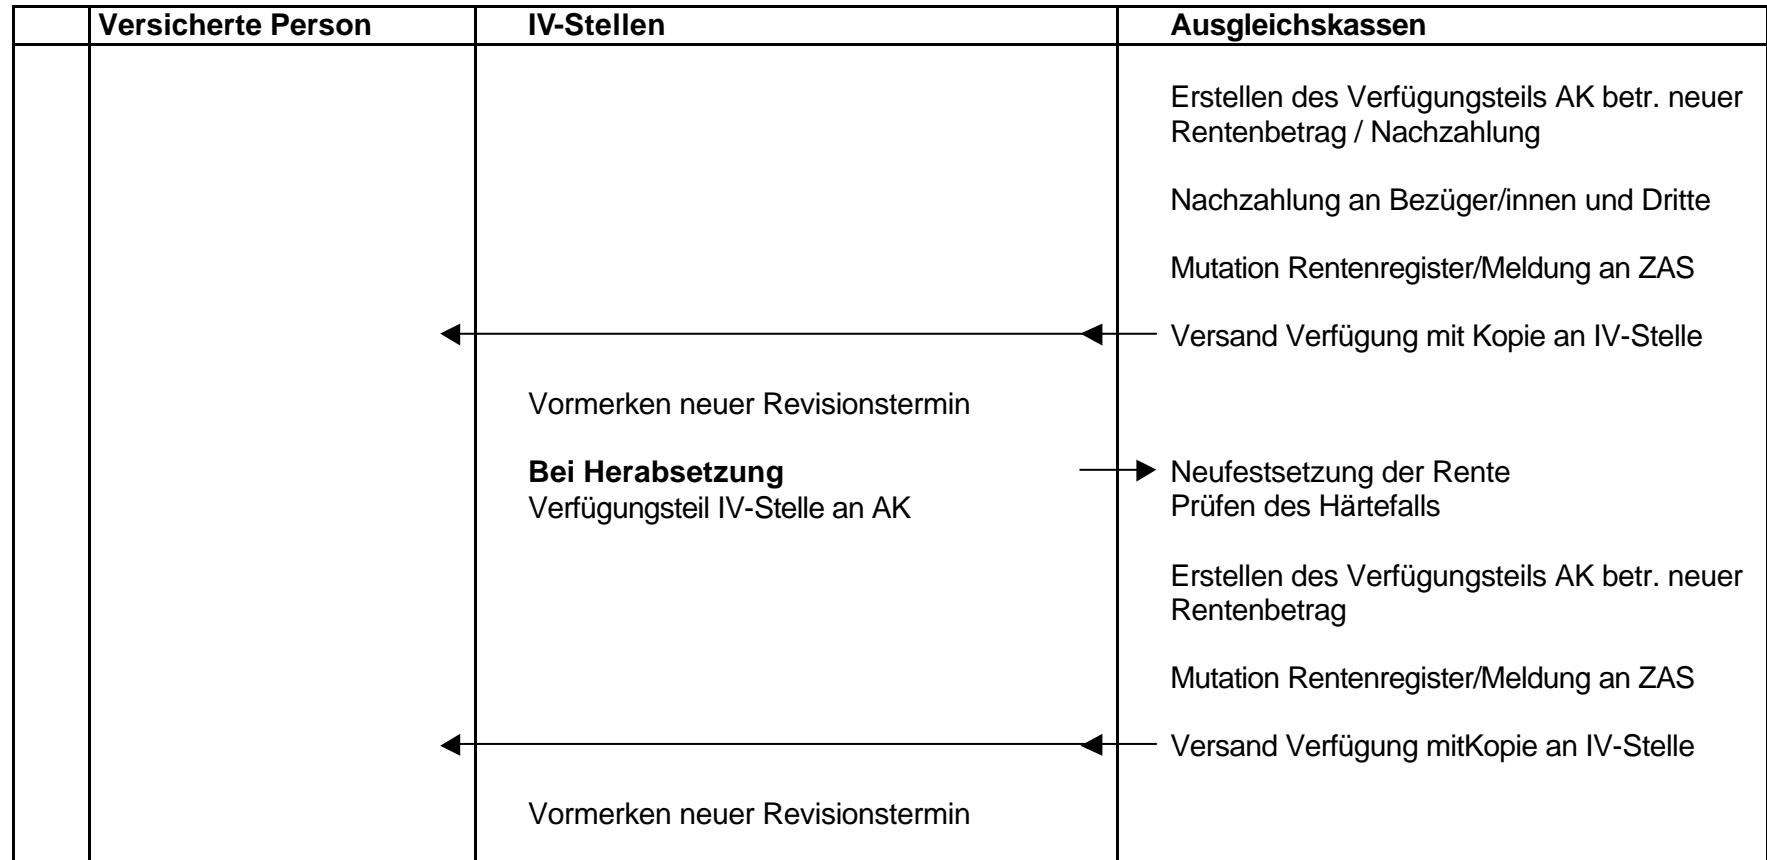 Versicherte Person IV-Stellen Ausgleichskassen
Erstellen des Verfügungsteils AK betr. neuer
Rentenbetrag / Nachzahlung
Nachzahlung an Bezüger/innen und Dritte
Mutation Rentenregister/Meldung an ZAS
Versand Verfügung mit Kopie an IV-Stelle
Vormerken neuer Revisionstermin
Bei Herabsetzung
Verfügungsteil IV-Stelle an AK
Neufestsetzung der Rente
Prüfen des Härtefalls
Erstellen des Verfügungsteils AK betr. neuer
Rentenbetrag
Mutation Rentenregister/Meldung an ZAS
Versand Verfügung mitKopie an IV-Stelle
Vormerken neuer Revisionstermin